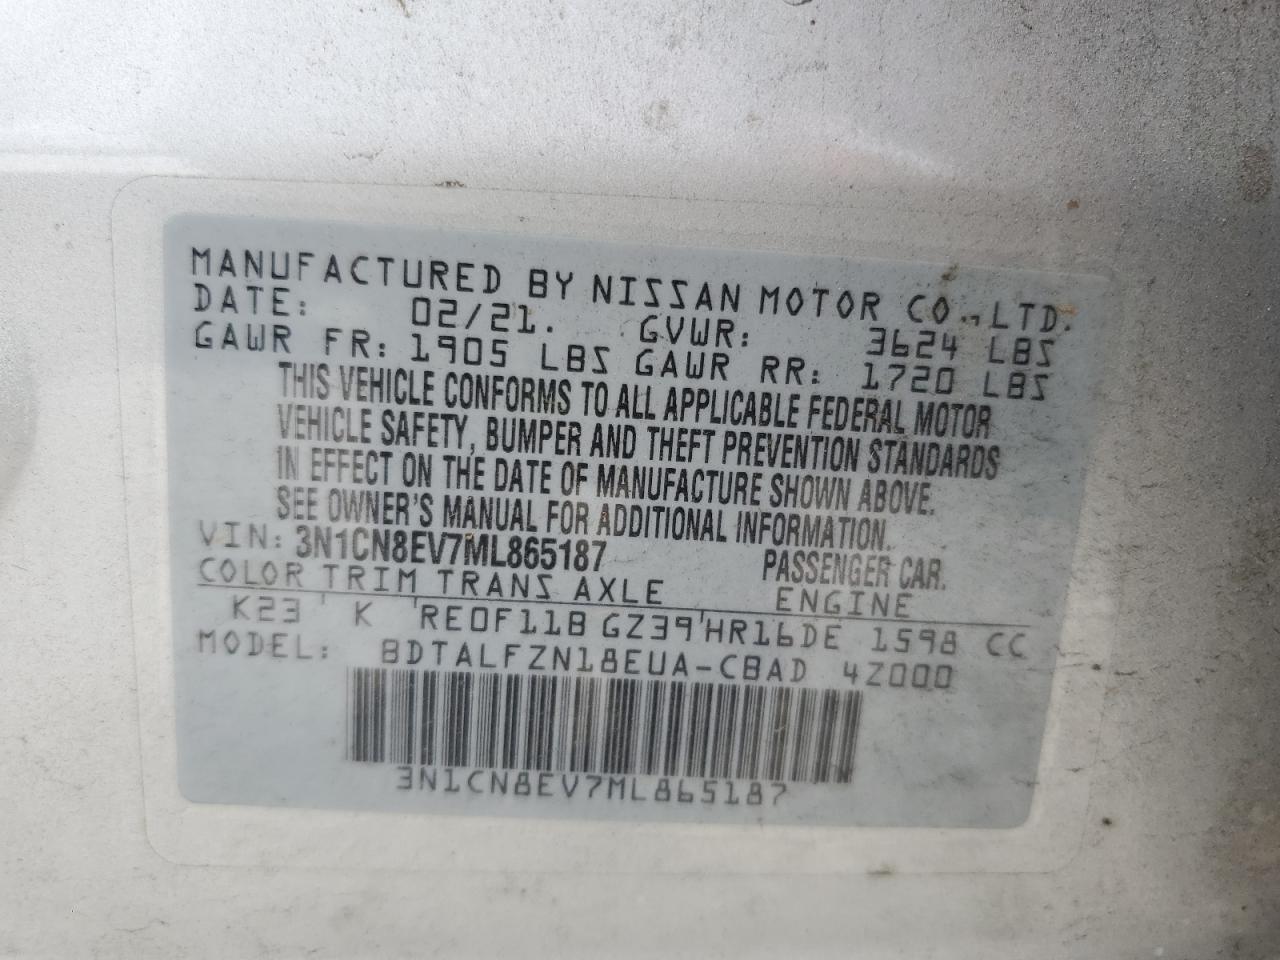 MANUFACTURED BY NISSAN MOTOR CO., LTD.
DATE: 02/21. GVWR: 3624 LBS
GAWR FR: 1905 LBS GAWR RR: 1720 LBS
THIS VEHICLE CONFORMS TO ALL APPLICABLE FEDERAL MOTOR
VEHICLE SAFETY, BUMPER AND THEFT PREVENTION STANDARDS
IN EFFECT ON THE DATE OF MANUFACTURE SHOWN ABOVE.
SEE OWNER'S MANUAL FOR ADDITIONAL INFORMATION.
VIN: 3N1CN8EV7ML865187 PASSENGER CAR.
COLOR TRIM TRANS AXLE ENGINE
K23 K RE0F11B GZ39 HR16DE 1598 CC
MODEL: BDTALFZN18EUA-CBAD 4Z000
3N1CN8EV7ML865187